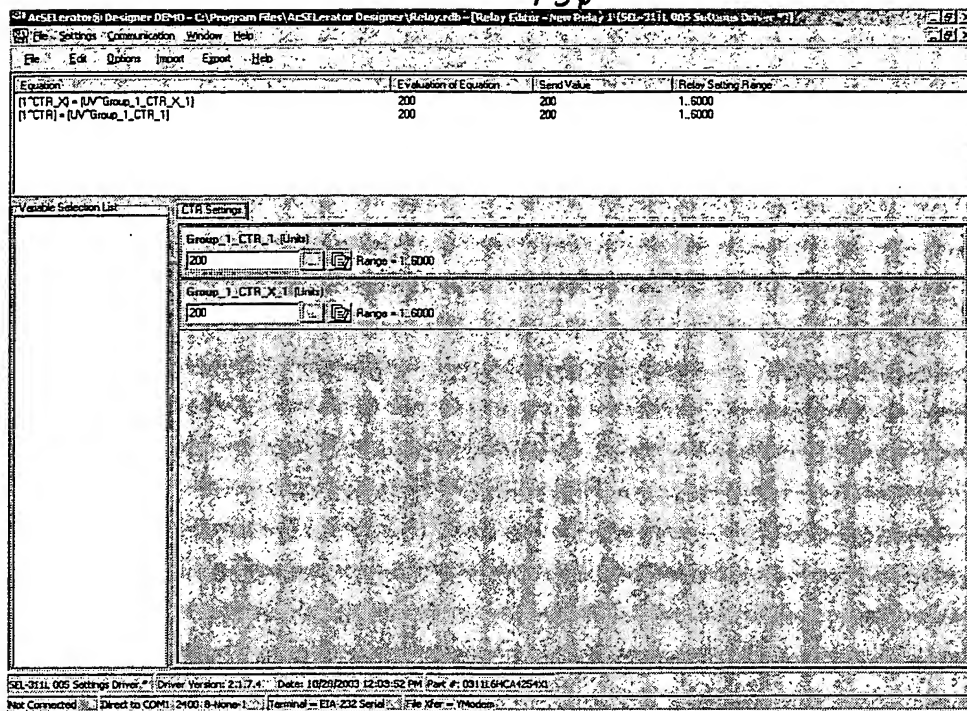 AcSELerator® Designer DEMO - C:\Program Files\AcSELerator Designer\Relay.rdb - [Relay Editor - New Relay 1 (SEL-311L 005 Settings Driver *)]
File Settings Communication Window Help
File Edit Options Import Export Help
Equation Evaluation of Equation Send Value Relay Setting Range
[1^CTR_X] = [UV^Group_1_CTR_X_1] 200 200 1..6000
[1^CTR] = [UV^Group_1_CTR_1] 200 200 1..6000
Variable Selection List
CTR Settings
Group_1_CTR_1 (Units)
200 ... Range = 1..6000
Group_1_CTR_X_1 (Units)
200 ... Range = 1..6000
SEL-311L 005 Settings Driver * Driver Version: 2.1.7.4 Date: 10/28/2003 12:03:52 PM Part #: 0311L6HCA4254X1
Not Connected Direct to COM1: 2400-8-None-1 Terminal = EIA-232 Serial File Xfer = YModem